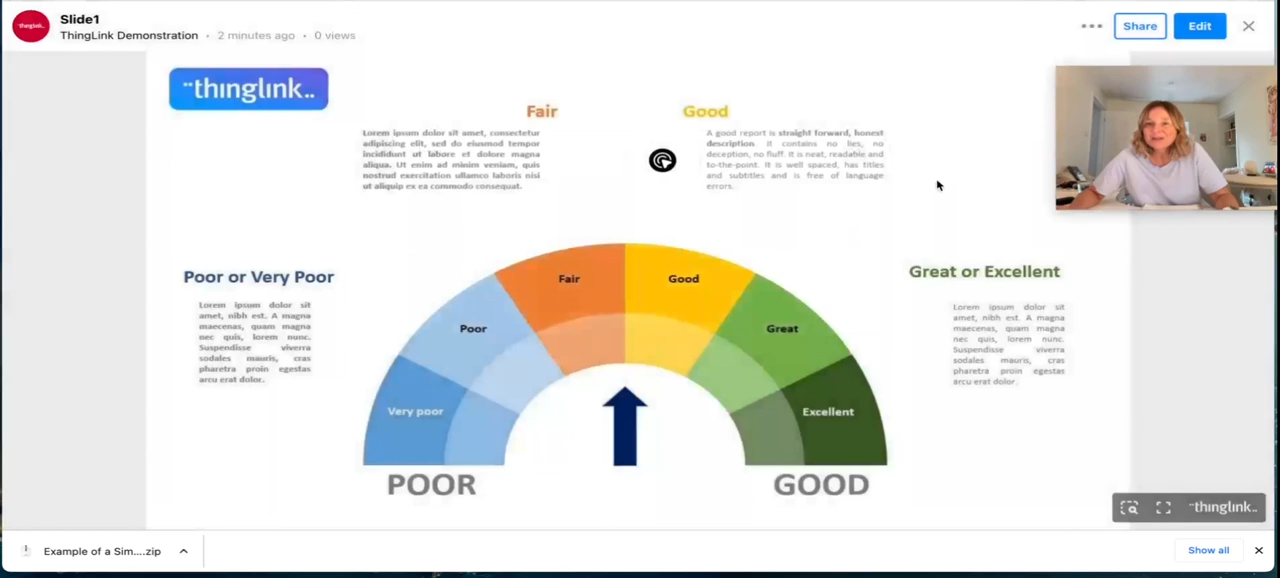 Slide1
ThingLink Demonstration · 2 minutes ago · 0 views
Share
Edit
thinglink..
thinglink..
Fair
Lorem ipsum dolor sit amet, consectetur
adipiscing elit, sed do eiusmod tempor
incididunt ut labore et dolore magna
aliqua. Ut enim ad minim veniam, quis
nostrud exercitation ullamco laboris nisi
ut aliquip ex ea commodo consequat.
Good
A good report is straight forward, honest
description. It contains no lies, no
deception, no fluff. It is neat, readable and
to-the-point. It is well spaced, has titles
and subtitles and is free of language
errors.
Poor or Very Poor
Lorem ipsum dolor sit
amet, nibh est. A magna
maecenas, quam magna
nec quis, lorem nunc.
Suspendisse viverra
sodales mauris, cras
pharetra proin egestas
arcu erat dolor.
Great or Excellent
Lorem ipsum dolor sit
amet, nibh est. A magna
maecenas, quam magna
nec quis, lorem nunc.
Suspendisse viverra
sodales mauris, cras
pharetra proin egestas
arcu erat dolor.
Fair
Good
Poor
Great
Very poor
Excellent
POOR
GOOD
thinglink..
Example of a Sim....zip
Show all